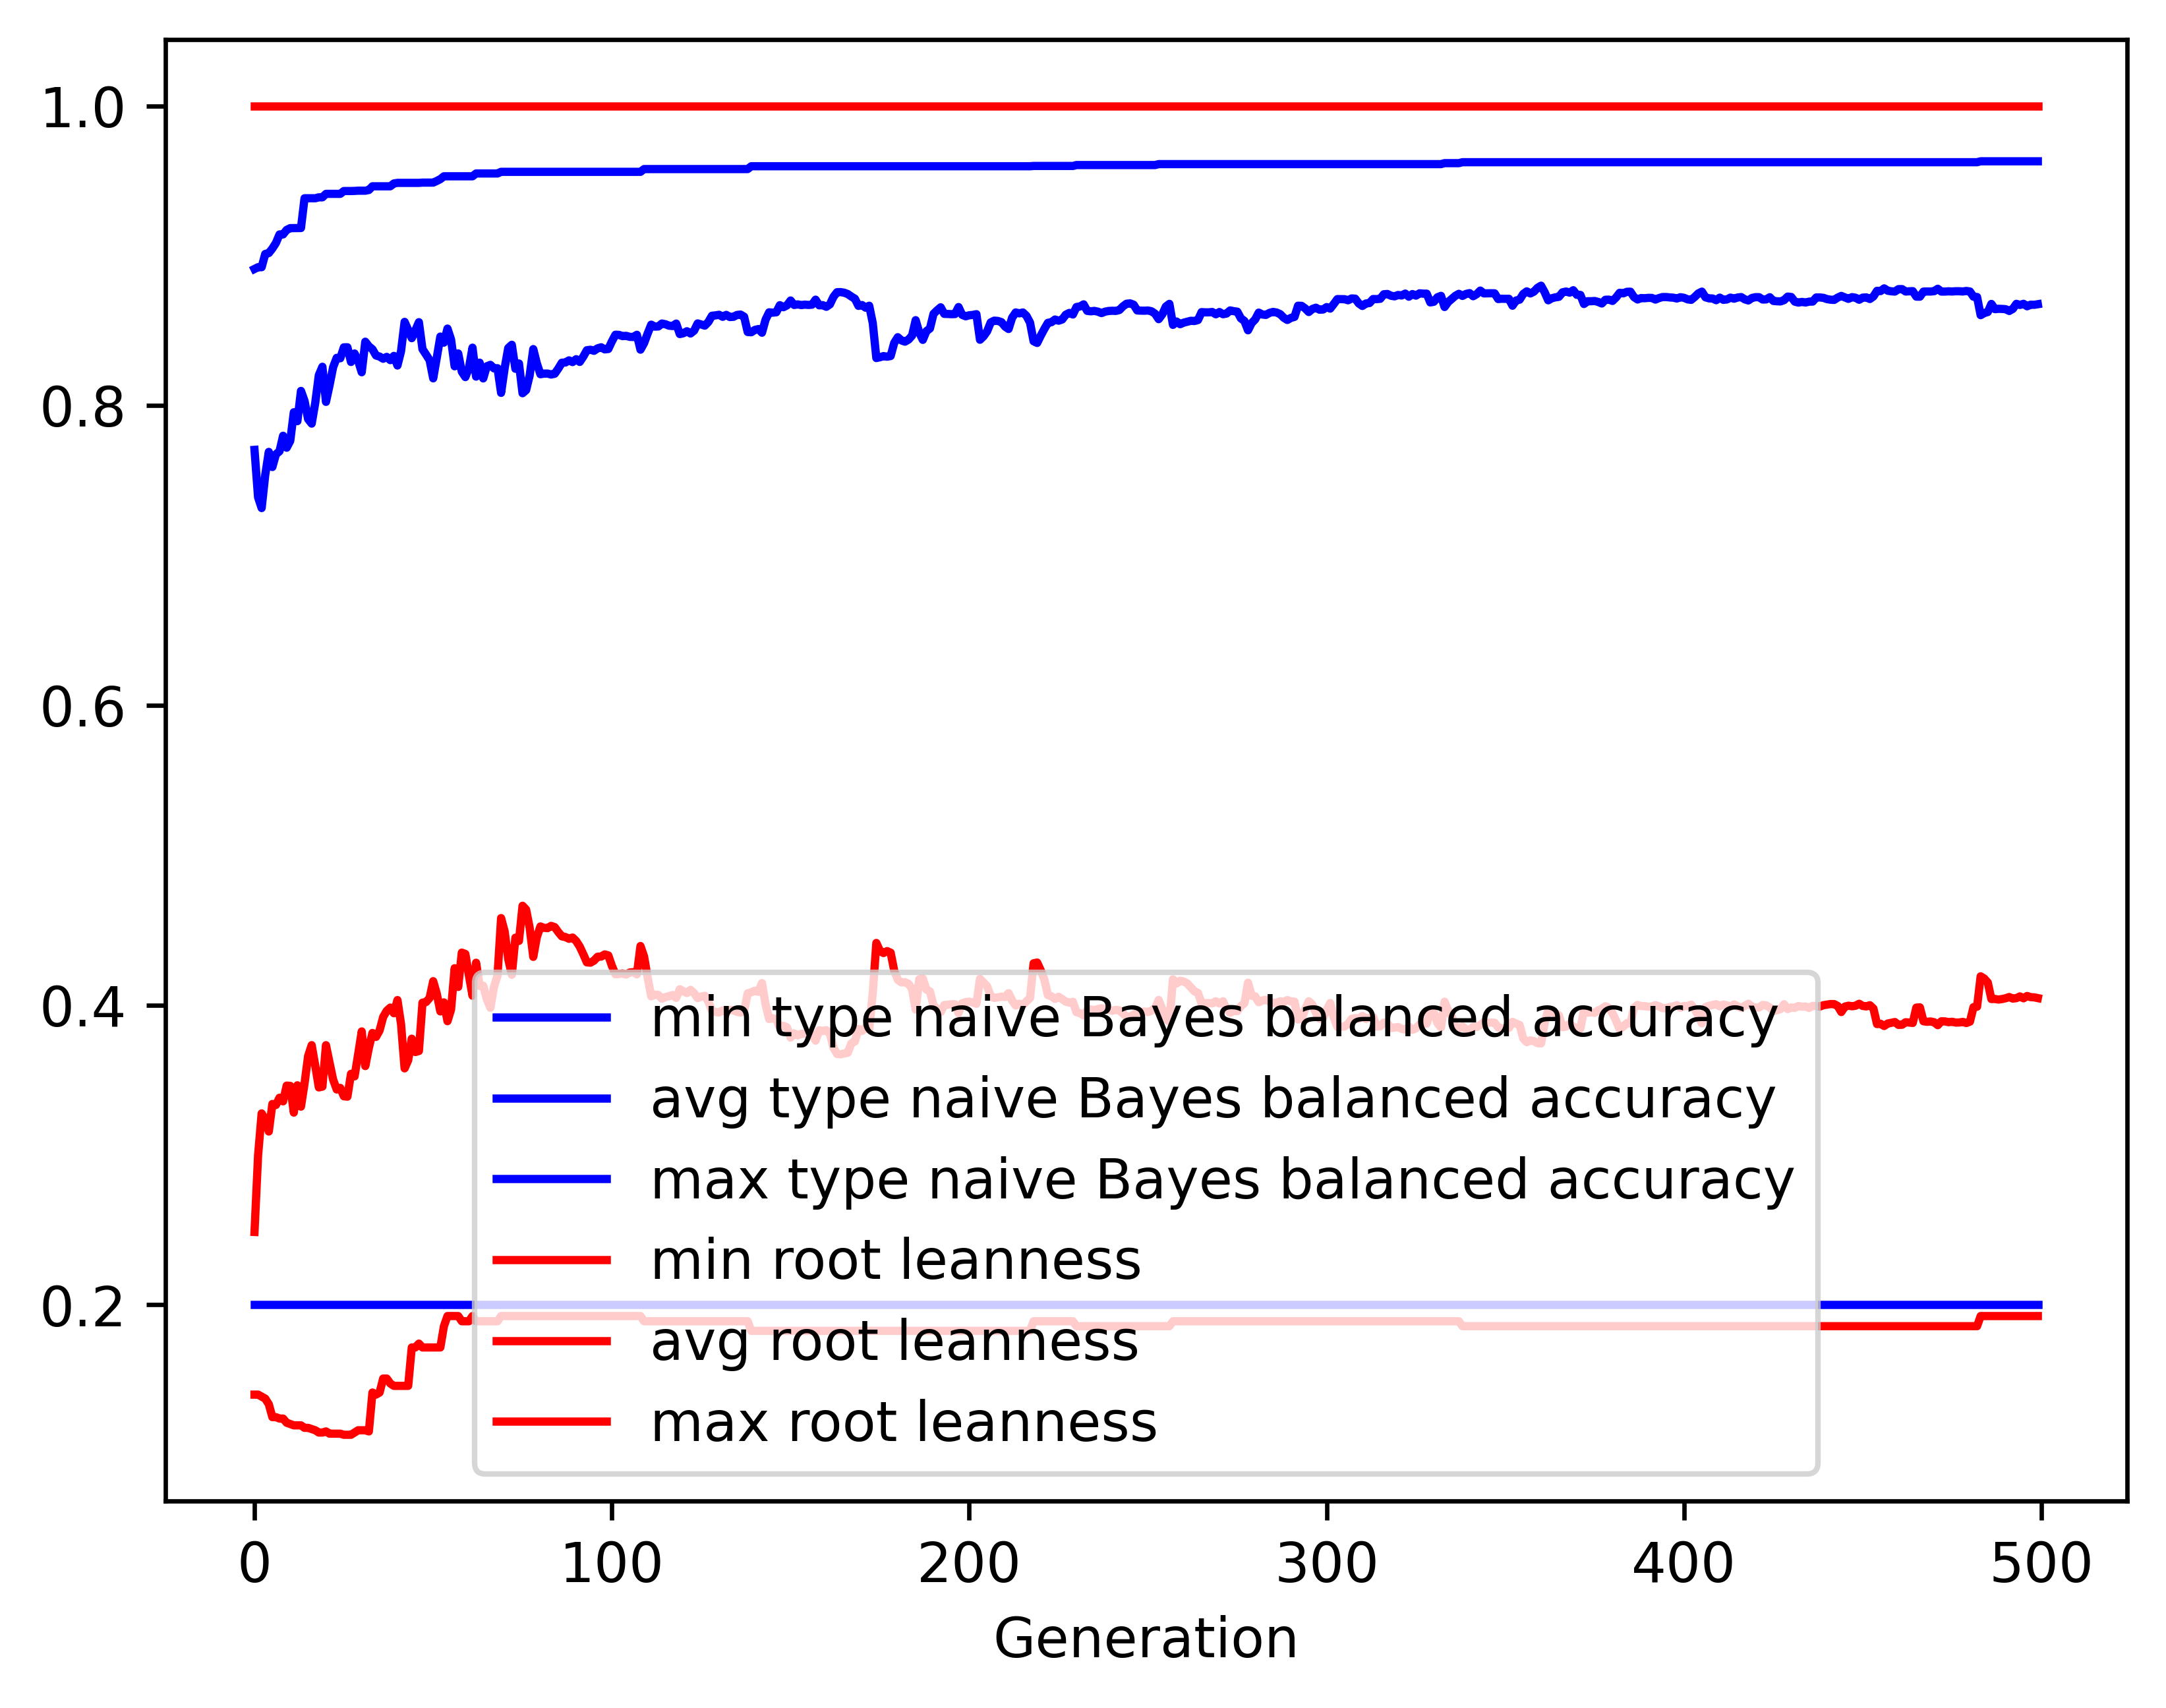 1.0
0.8
0.6
0.4
0.2
min type naive Bayes balanced accuracy
avg type naive Bayes balanced accuracy
max type naive Bayes balanced accuracy
min root leanness
avg root leanness
max root leanness
0 100 200 300 400 500
Generation